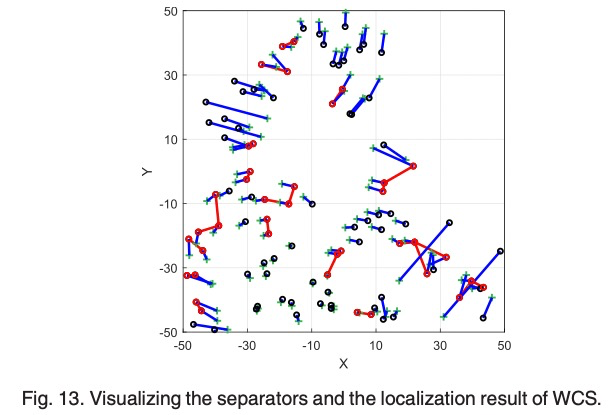 50
30
10
-10
-30
-50
Y
-50 -30 -10 10 30 50
X
Fig. 13. Visualizing the separators and the localization result of WCS.